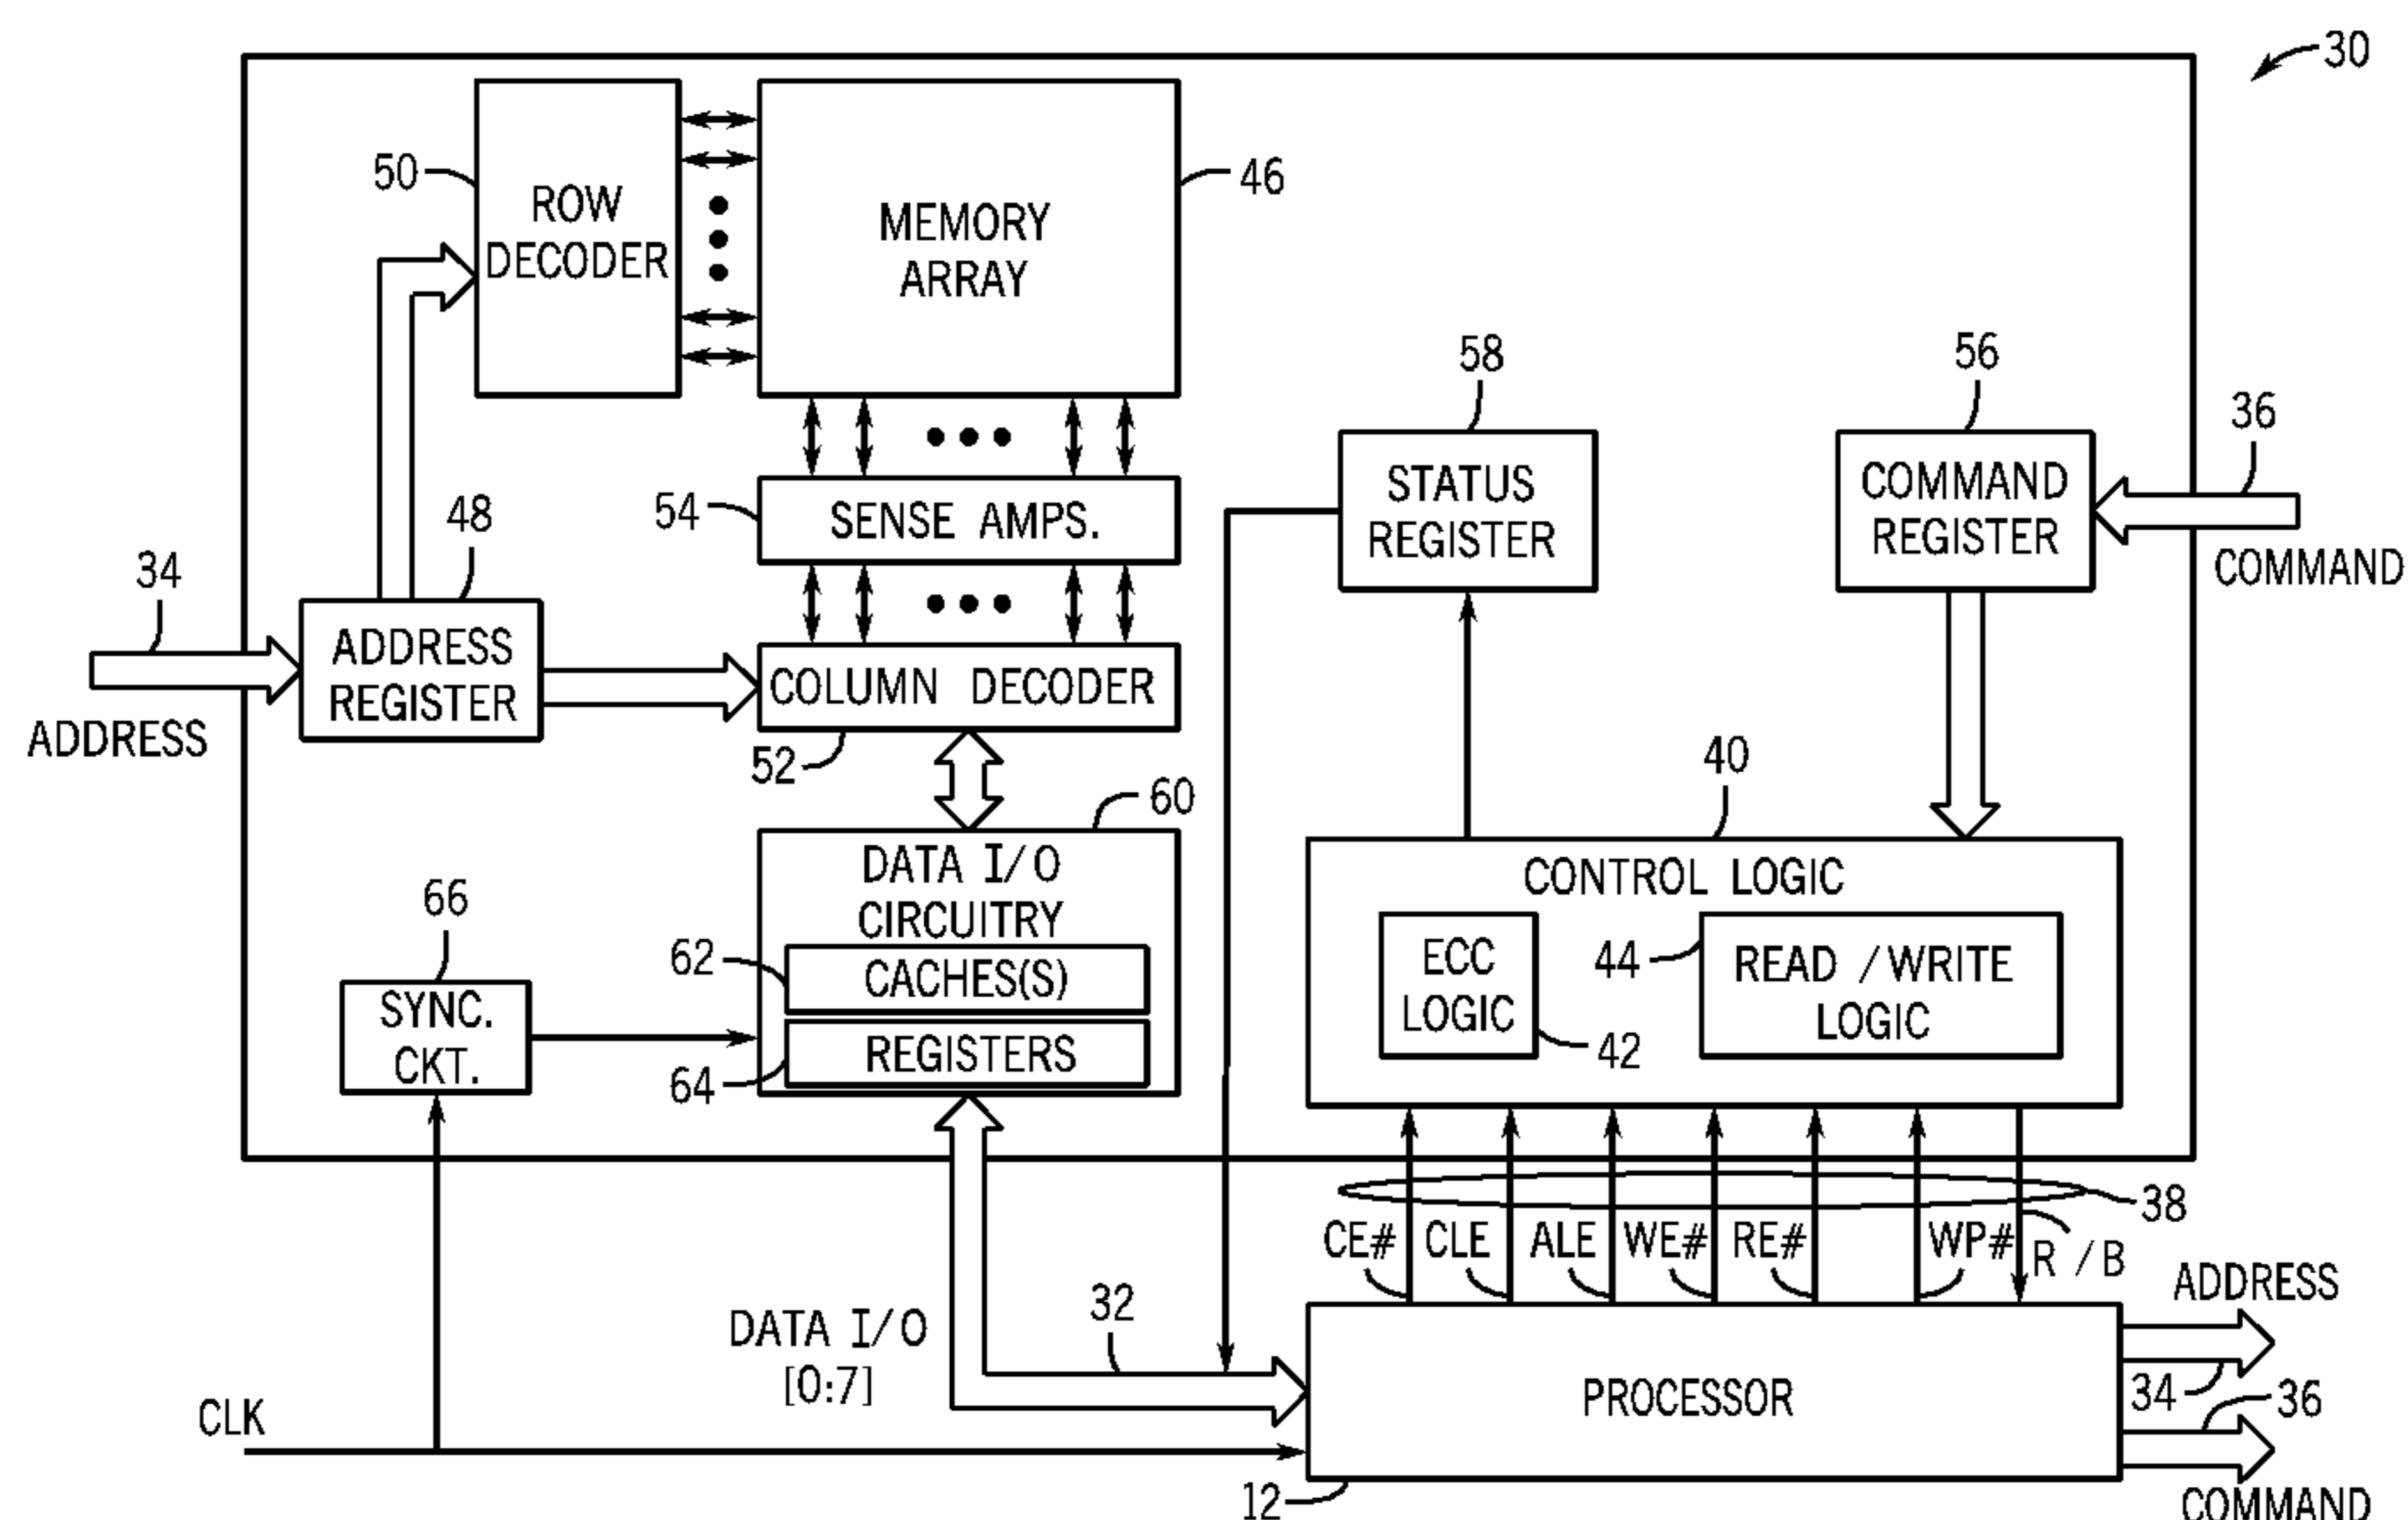 30
50
ROW
DECODER
MEMORY
ARRAY
46
58
56
36
STATUS
REGISTER
COMMAND
REGISTER
COMMAND
54
SENSE AMPS.
48
34
ADDRESS
REGISTER
ADDRESS
COLUMN DECODER
52
60
40
DATA I/O
CIRCUITRY
62
CACHES(S)
64
REGISTERS
66
SYNC.
CKT.
CONTROL LOGIC
ECC
LOGIC
42
44
READ /WRITE
LOGIC
38
CE# CLE ALE WE# RE# WP# R /B
ADDRESS
34
32
DATA I/O
[0:7]
PROCESSOR
36
CLK
12
COMMAND